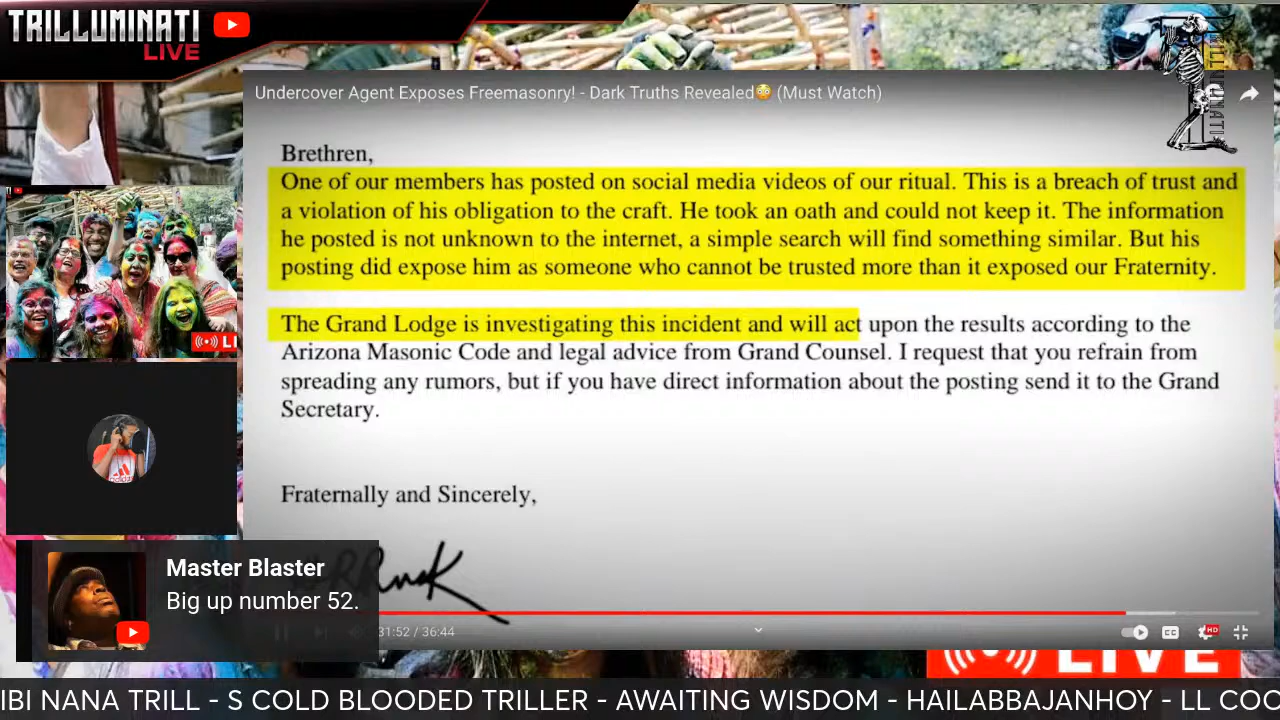 TRILLUMINATI
LIVE
TRILLUMINATI
Undercover Agent Exposes Freemasonry! - Dark Truths Revealed😳 (Must Watch)
Brethren,
One of our members has posted on social media videos of our ritual. This is a breach of trust and
a violation of his obligation to the craft. He took an oath and could not keep it. The information
he posted is not unknown to the internet, a simple search will find something similar. But his
posting did expose him as someone who cannot be trusted more than it exposed our Fraternity.
The Grand Lodge is investigating this incident and will act upon the results according to the
Arizona Masonic Code and legal advice from Grand Counsel. I request that you refrain from
spreading any rumors, but if you have direct information about the posting send it to the Grand
Secretary.
Fraternally and Sincerely,
Master Blaster
Big up number 52.
31:52 / 36:44
CC
HD
LI
LIVE
IBI NANA TRILL - S COLD BLOODED TRILLER - AWAITING WISDOM - HAILABBAJANHOY - LL COO